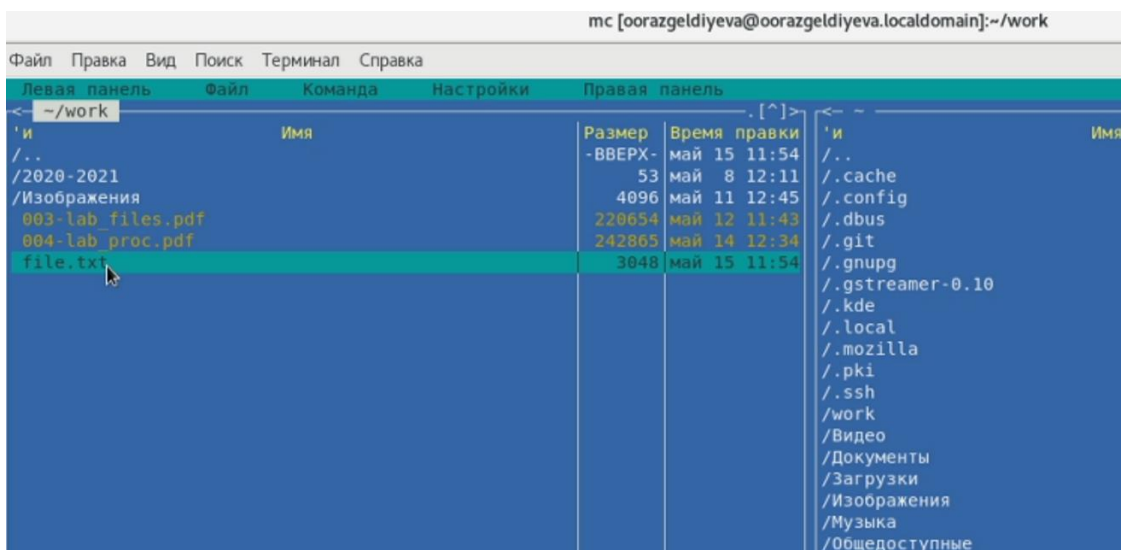 mc [oorazgeldiyeva@oorazgeldiyeva.localdomain]:~/work
Файл Правка Вид Поиск Терминал Справка
Левая панель Файл Команда Настройки Правая панель
<— ~/work .[^]>
'и Имя Размер Время правки
/.. -ВВЕРХ- май 15 11:54
/2020-2021 53 май 8 12:11
/Изображения 4096 май 11 12:45
003-lab_files.pdf 220654 май 12 11:43
004-lab_proc.pdf 242865 май 14 12:34
file.txt 3048 май 15 11:54
<— ~
'и Имя
/..
/.cache
/.config
/.dbus
/.git
/.gnupg
/.gstreamer-0.10
/.kde
/.local
/.mozilla
/.pki
/.ssh
/work
/Видео
/Документы
/Загрузки
/Изображения
/Музыка
/Общедоступные